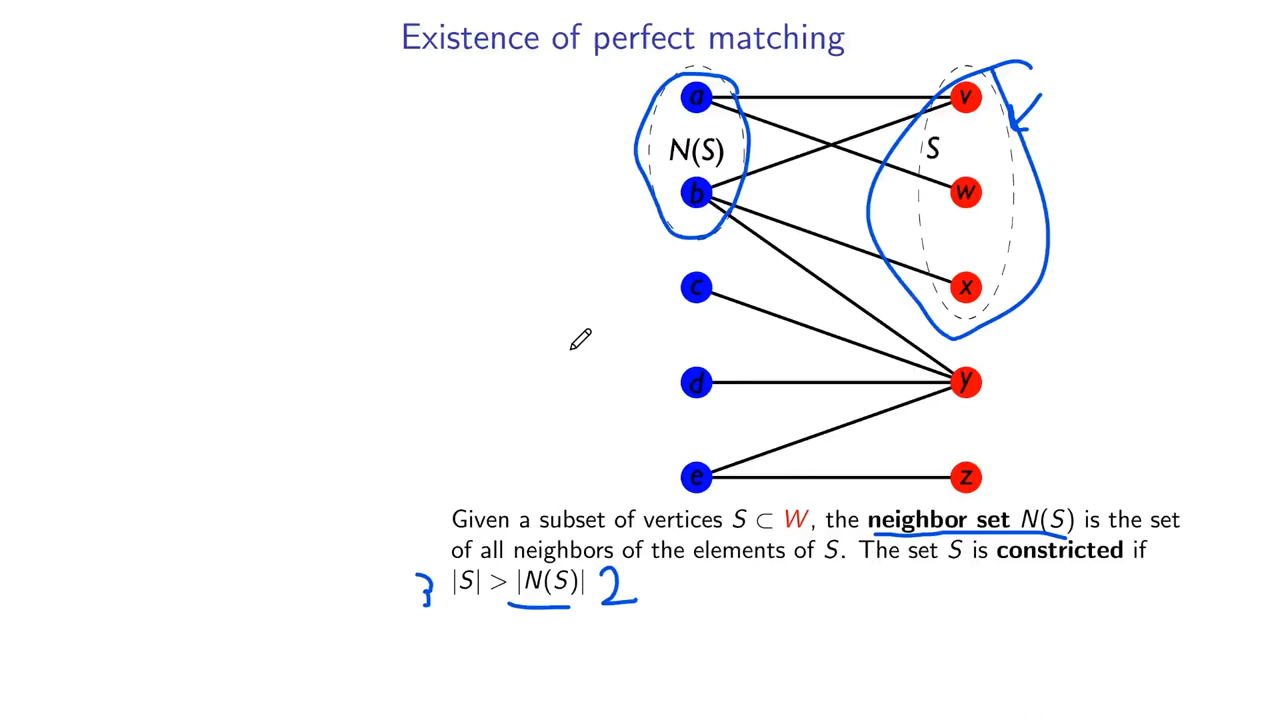 Existence of perfect matching
a
v
N(S)
S
b
w
c
x
d
y
e
z
Given a subset of vertices S ⊂ W, the neighbor set N(S) is the set
of all neighbors of the elements of S. The set S is constricted if
3 |S| > |N(S)| 2